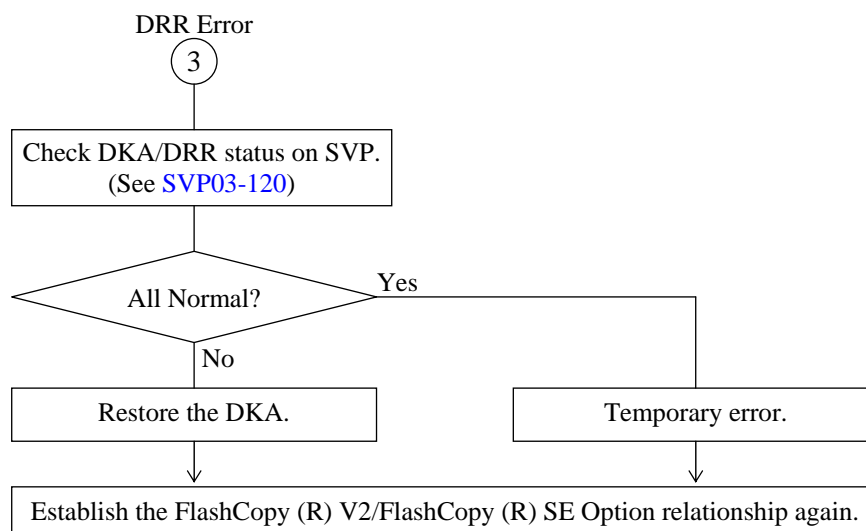 DRR Error
3
Check DKA/DRR status on SVP.
(See SVP03-120)
All Normal?
Yes
No
Restore the DKA.
Temporary error.
Establish the FlashCopy (R) V2/FlashCopy (R) SE Option relationship again.